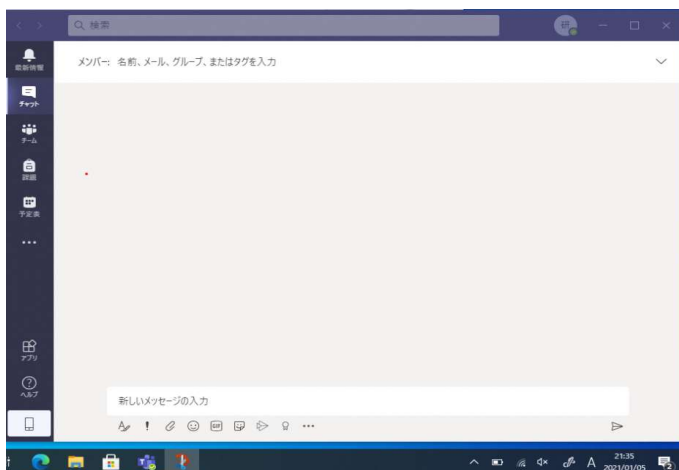 検索
研
最新情報
メンバー: 名前、メール、グループ、またはタグを入力
チャット
チーム
課題
予定表
アプリ
ヘルプ
新しいメッセージの入力
GIF
A
21:35
2021/01/05
2